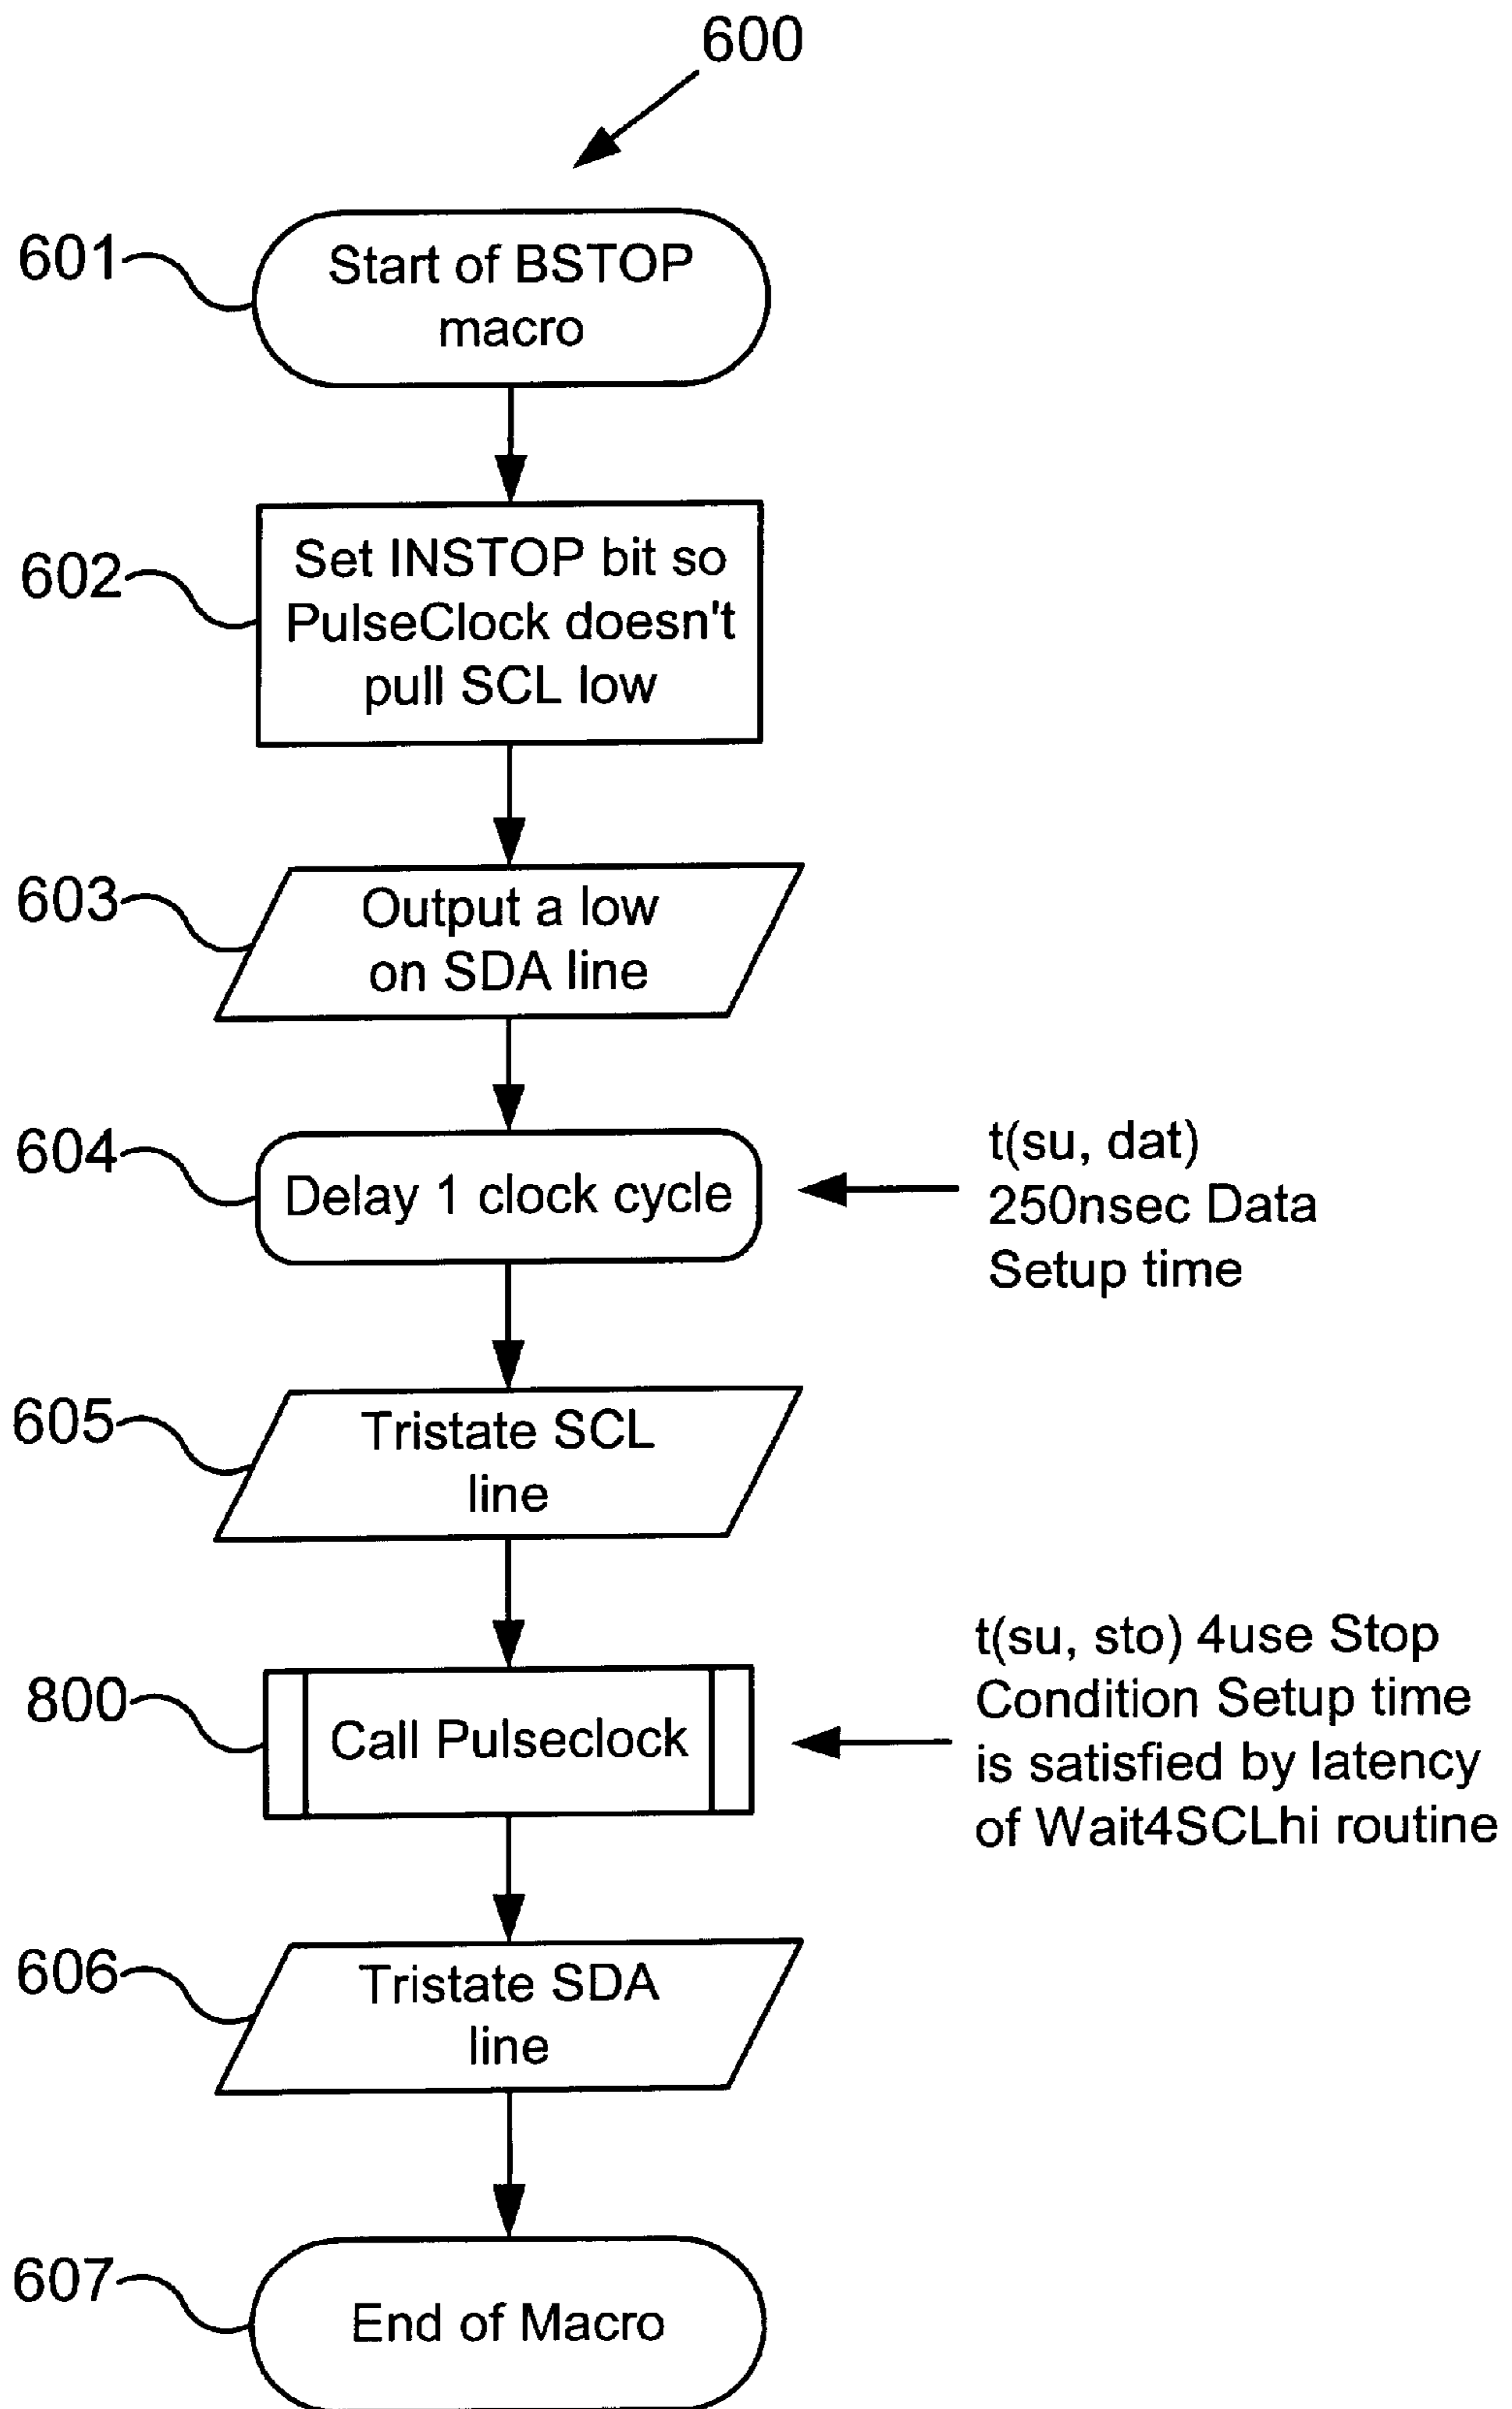 600
601
Start of BSTOP
macro
602
Set INSTOP bit so
PulseClock doesn't
pull SCL low
603
Output a low
on SDA line
604
Delay 1 clock cycle
t(su, dat)
250nsec Data
Setup time
605
Tristate SCL
line
800
Call Pulseclock
t(su, sto) 4use Stop
Condition Setup time
is satisfied by latency
of Wait4SCLhi routine
606
Tristate SDA
line
607
End of Macro